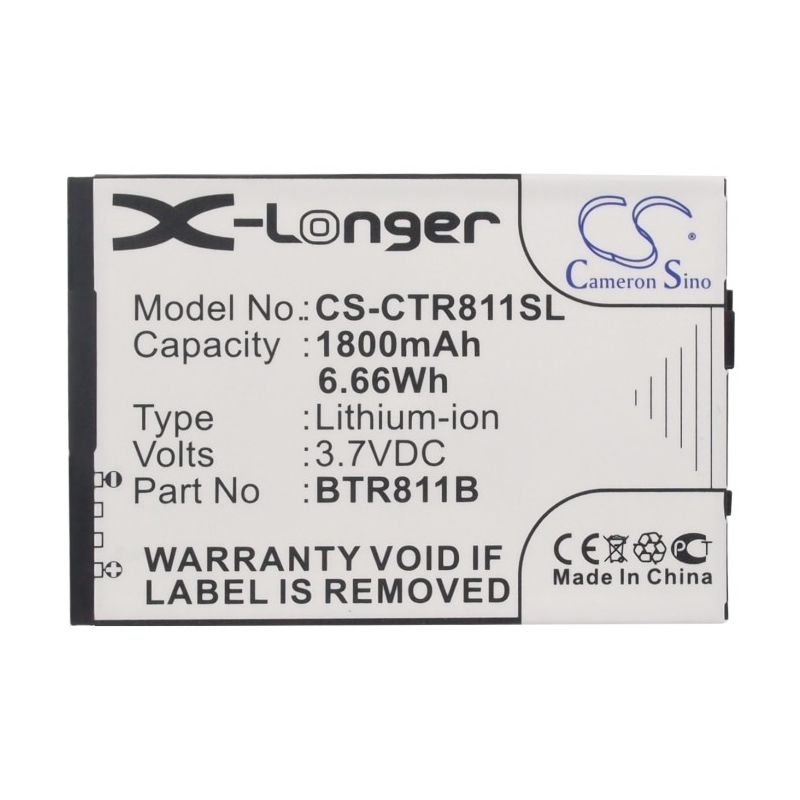 X-Longer
CS
Cameron Sino
Model No.: CS-CTR811SL
Capacity :1800mAh
6.66Wh
Type :Lithium-ion
Volts :3.7VDC
Part No :BTR811B
WARRANTY VOID IF
LABEL IS REMOVED
CE PCT
Made In China